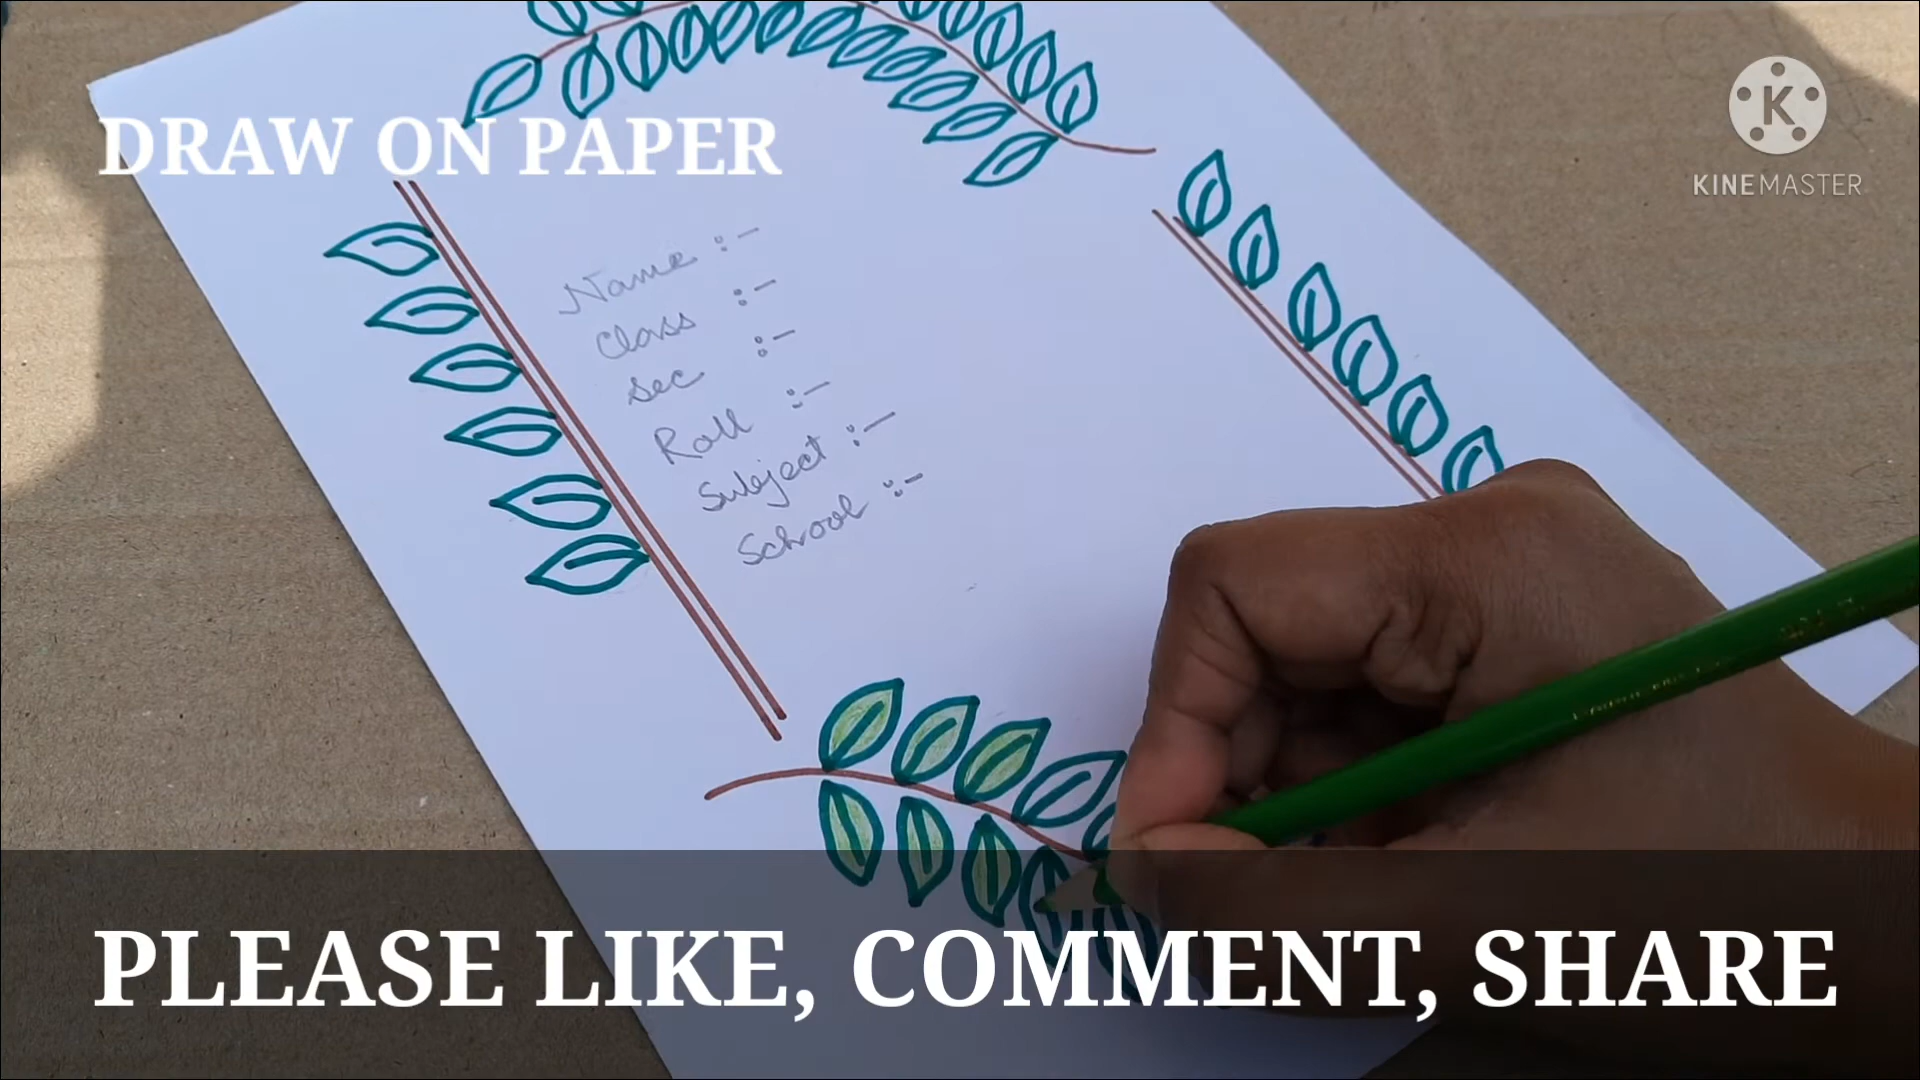 DRAW ON PAPER
K
KINEMASTER
Name :-
Class :-
Sec :-
Roll :-
Subject :-
School :-
PLEASE LIKE, COMMENT, SHARE